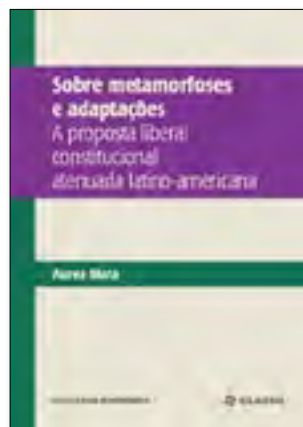 Sobre metamorfoses
e adaptações
A proposta liberal
constitucional
atenuada latino-americana
Aurea Mota
CLACSO